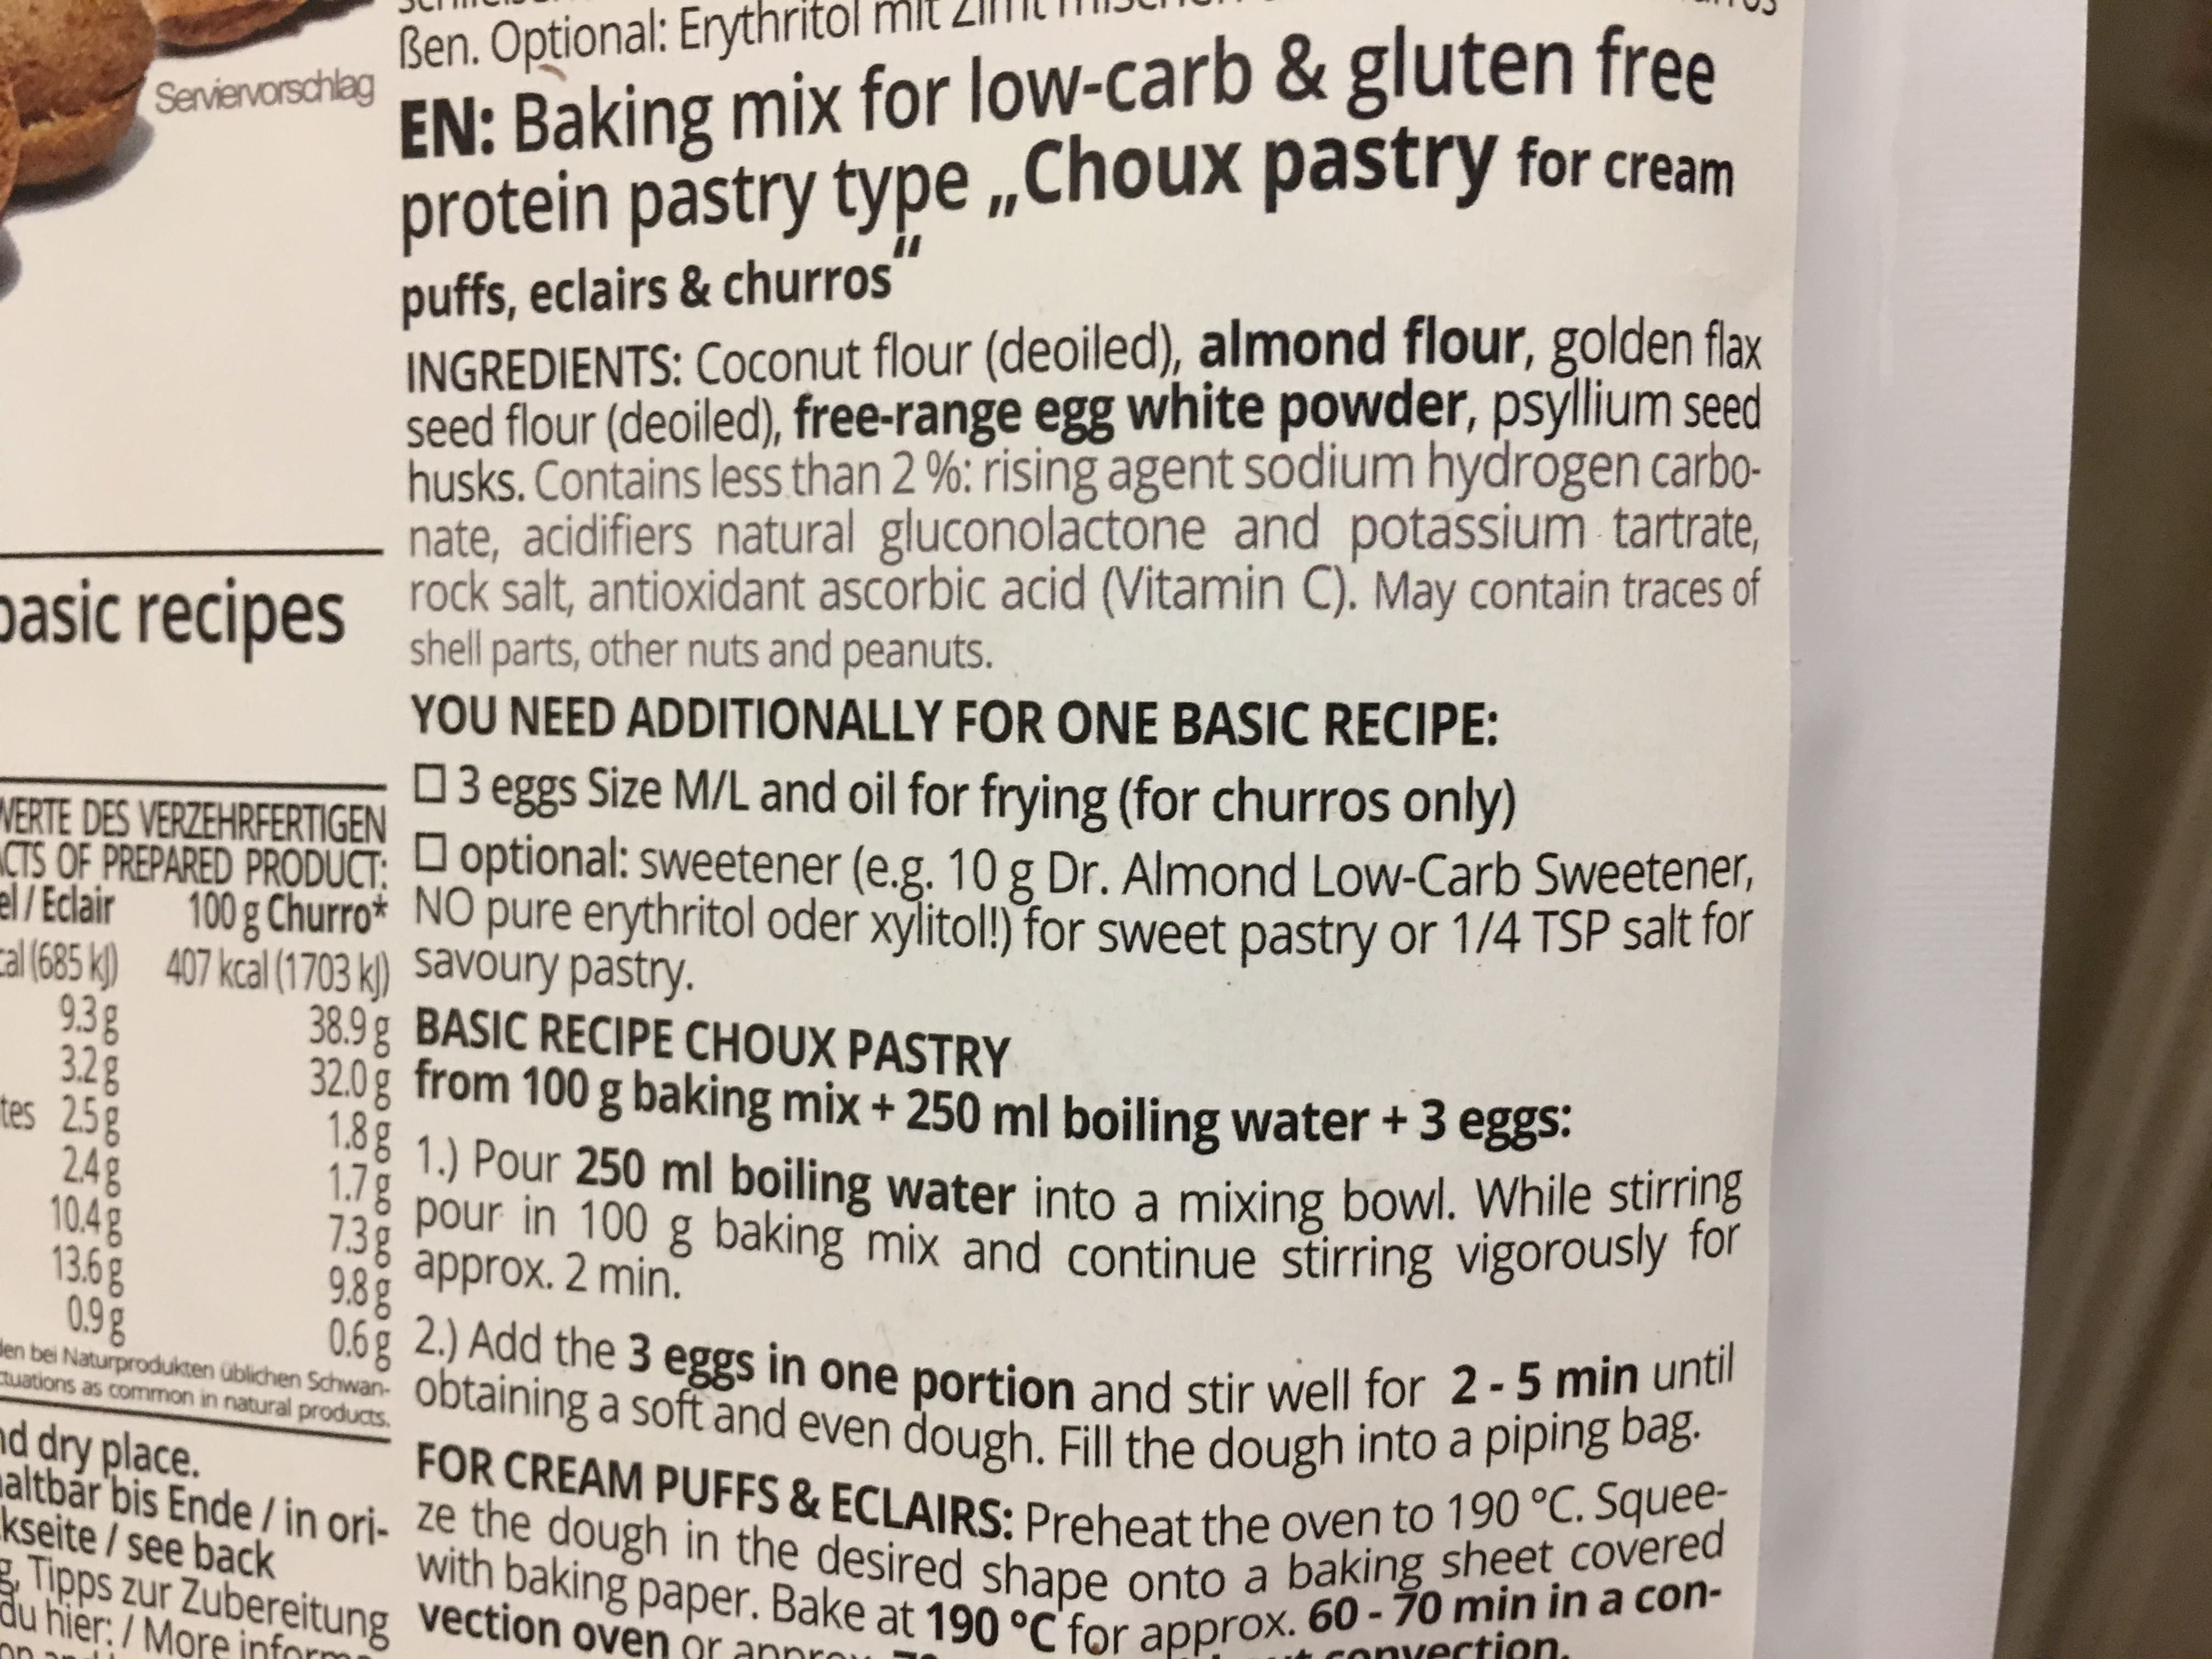 ßen. Optional: Erythritol mit Zimt
Serviervorschlag
EN: Baking mix for low-carb & gluten free
protein pastry type „Choux pastry for cream
puffs, eclairs & churros“
INGREDIENTS: Coconut flour (deoiled), almond flour, golden flax
seed flour (deoiled), free-range egg white powder, psyllium seed
husks. Contains less than 2 %: rising agent sodium hydrogen carbo-
nate, acidifiers natural gluconolactone and potassium tartrate,
rock salt, antioxidant ascorbic acid (Vitamin C). May contain traces of
shell parts, other nuts and peanuts.
YOU NEED ADDITIONALLY FOR ONE BASIC RECIPE:
☐ 3 eggs Size M/L and oil for frying (for churros only)
☐ optional: sweetener (e.g. 10 g Dr. Almond Low-Carb Sweetener,
NO pure erythritol oder xylitol!) for sweet pastry or 1/4 TSP salt for
savoury pastry.
BASIC RECIPE CHOUX PASTRY
from 100 g baking mix + 250 ml boiling water + 3 eggs:
1.) Pour 250 ml boiling water into a mixing bowl. While stirring
pour in 100 g baking mix and continue stirring vigorously for
approx. 2 min.
2.) Add the 3 eggs in one portion and stir well for 2 - 5 min until
obtaining a soft and even dough. Fill the dough into a piping bag.
FOR CREAM PUFFS & ECLAIRS: Preheat the oven to 190 °C. Squee-
ze the dough in the desired shape onto a baking sheet covered
with baking paper. Bake at 190 °C for approx. 60 - 70 min in a con-
vection oven or approx.
convection.
basic recipes
WERTE DES VERZEHRFERTIGEN
ACTS OF PREPARED PRODUCT:
el / Eclair 100 g Churro*
cal (685 kJ) 407 kcal (1703 kJ)
9.3 g 38.9 g
3.2 g 32.0 g
tes 2.5 g 1.8 g
2.4 g 1.7 g
10.4 g 7.3 g
13.6 g 9.8 g
0.9 g 0.6 g
den bei Naturprodukten üblichen Schwan-
ctuations as common in natural products.
nd dry place.
haltbar bis Ende / in ori-
kseite / see back
g, Tipps zur Zubereitung
du hier: / More inform